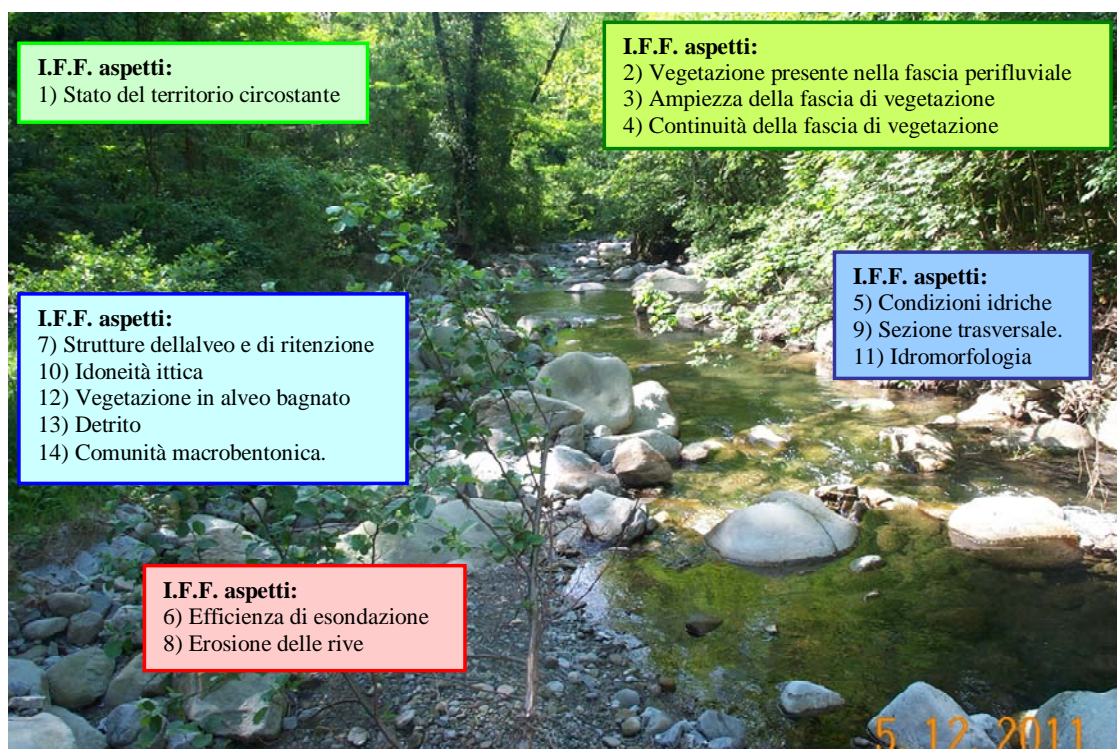 I.F.F. aspetti:
1) Stato del territorio circostante
I.F.F. aspetti:
2) Vegetazione presente nella fascia perifluviale
3) Ampiezza della fascia di vegetazione
4) Continuità della fascia di vegetazione
I.F.F. aspetti:
5) Condizioni idriche
9) Sezione trasversale.
11) Idromorfologia
I.F.F. aspetti:
7) Strutture dellalveo e di ritenzione
10) Idoneità ittica
12) Vegetazione in alveo bagnato
13) Detrito
14) Comunità macrobentonica.
I.F.F. aspetti:
6) Efficienza di esondazione
8) Erosione delle rive
5 12 2011